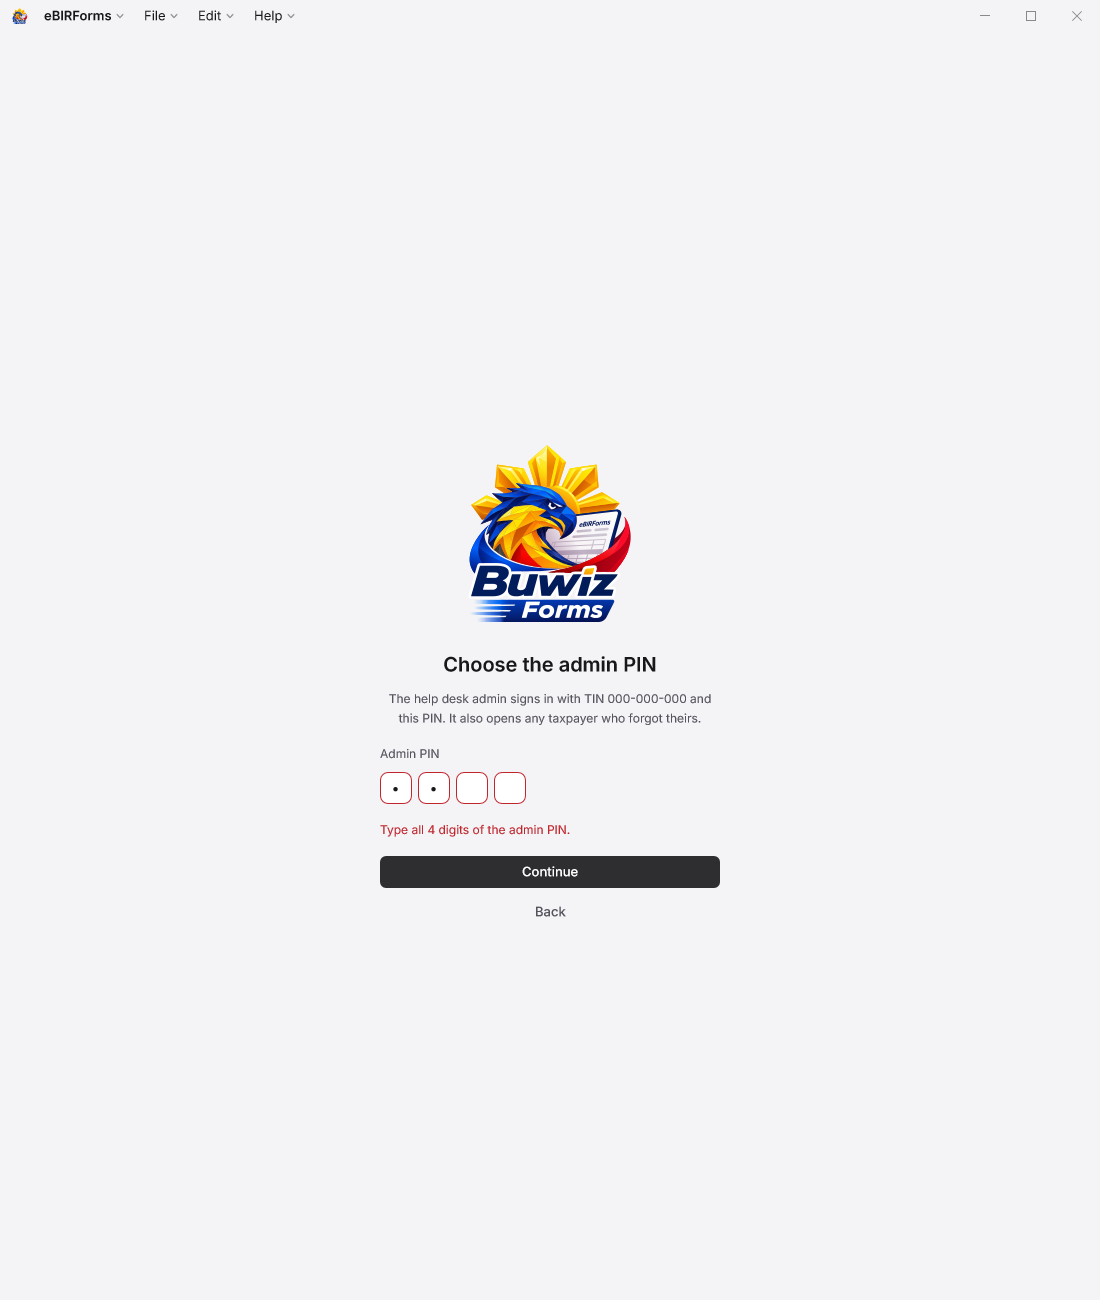 eBIRForms File Edit Help
eBIRForms
Buwiz
Forms
Choose the admin PIN
The help desk admin signs in with TIN 000-000-000 and
this PIN. It also opens any taxpayer who forgot theirs.
Admin PIN
Type all 4 digits of the admin PIN.
Continue
Back